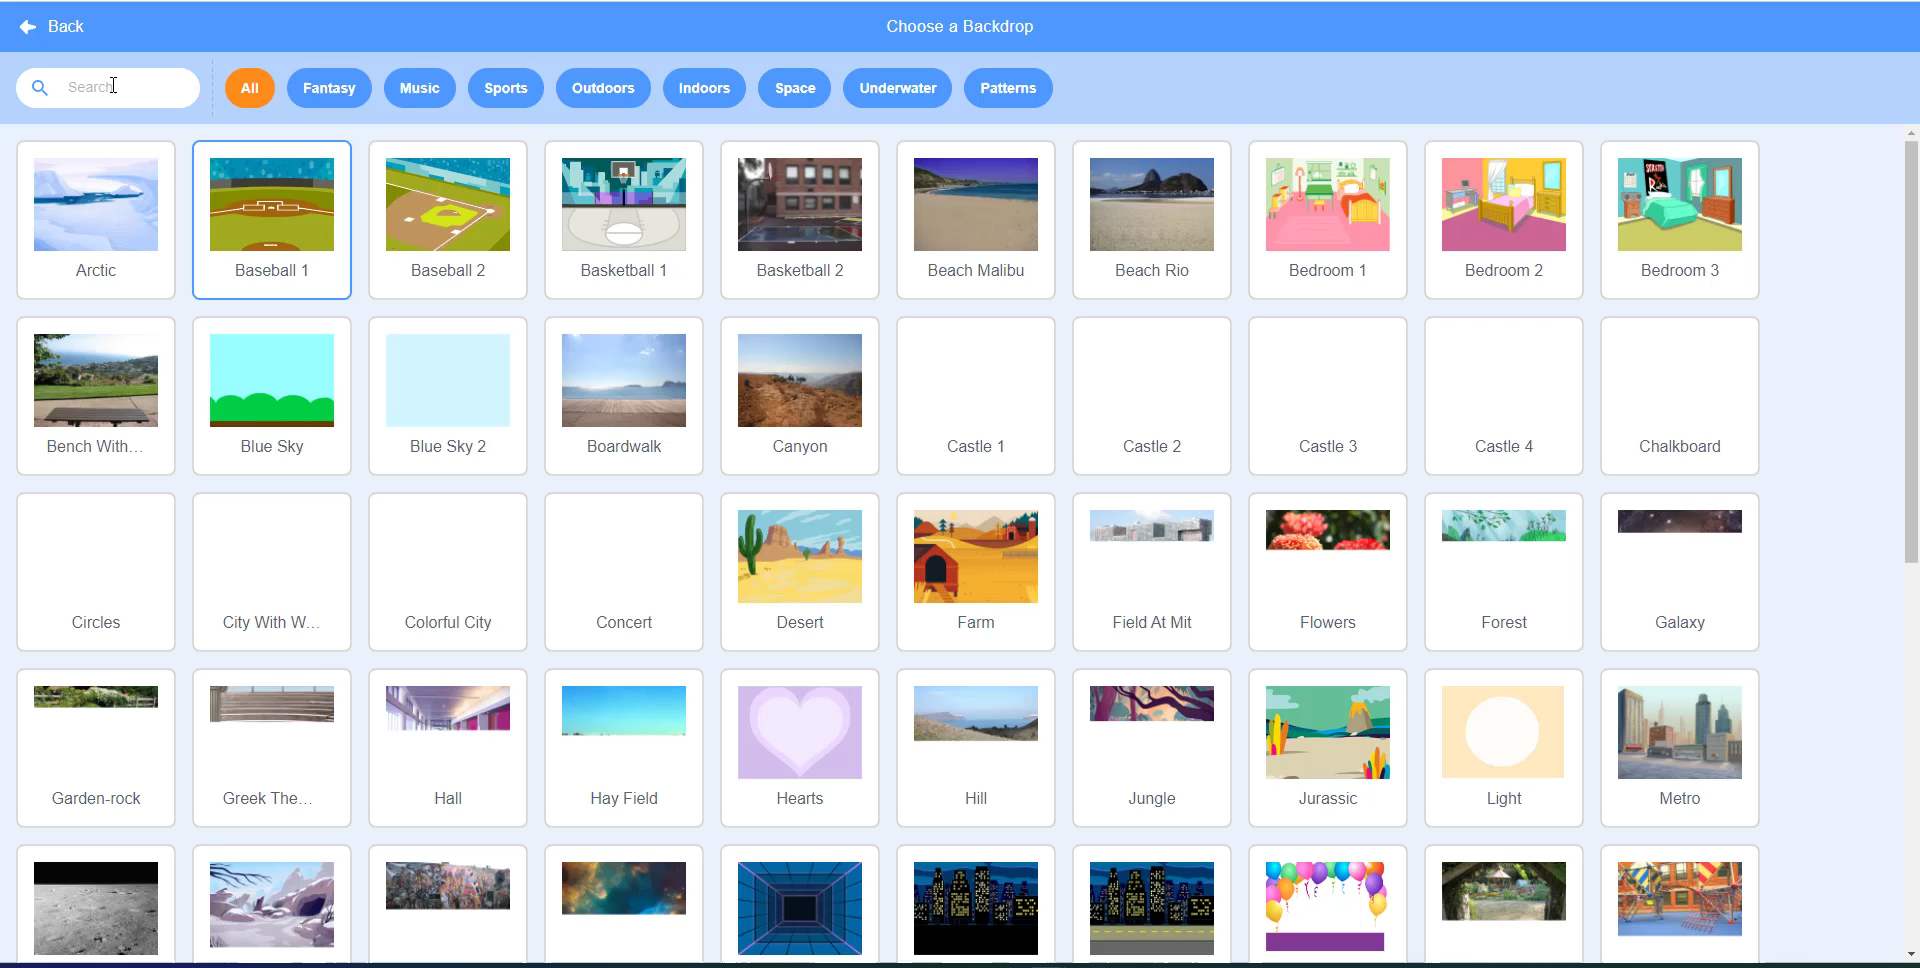 Back
Choose a Backdrop
Search
All
Fantasy
Music
Sports
Outdoors
Indoors
Space
Underwater
Patterns
Arctic
Baseball 1
Baseball 2
Basketball 1
Basketball 2
Beach Malibu
Beach Rio
Bedroom 1
Bedroom 2
Bedroom 3
Bench With...
Blue Sky
Blue Sky 2
Boardwalk
Canyon
Castle 1
Castle 2
Castle 3
Castle 4
Chalkboard
Circles
City With W...
Colorful City
Concert
Desert
Farm
Field At Mit
Flowers
Forest
Galaxy
Garden-rock
Greek The...
Hall
Hay Field
Hearts
Hill
Jungle
Jurassic
Light
Metro